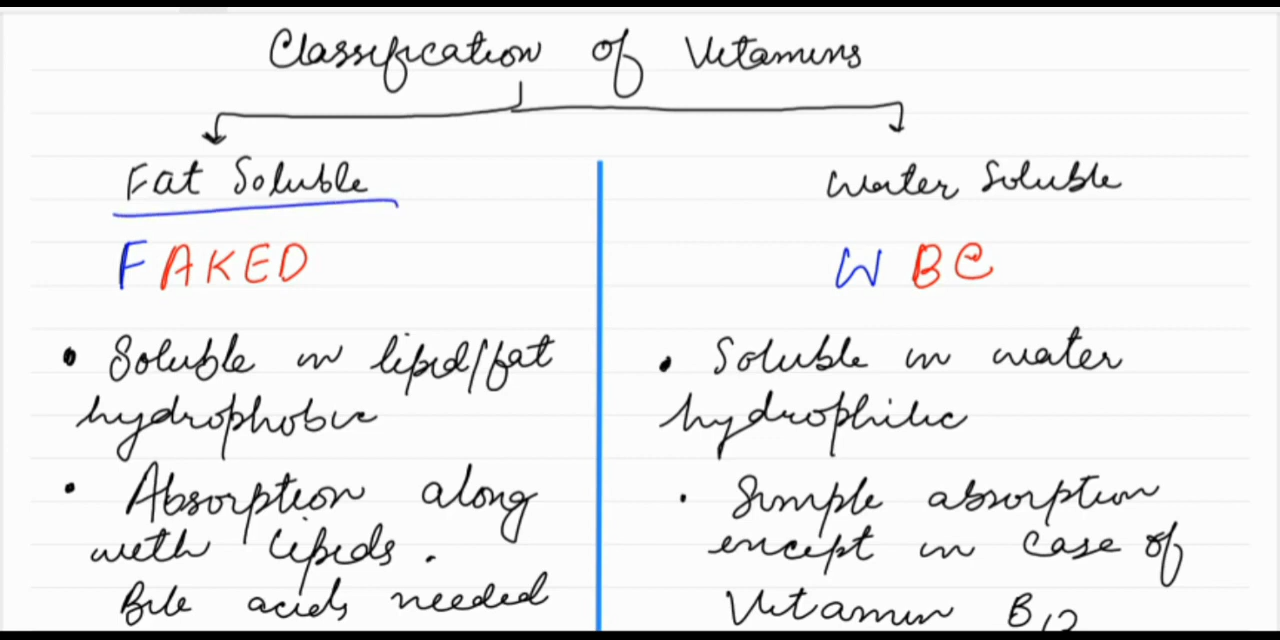 Classification of Vitamins
Fat Soluble
FAKED
• Soluble in lipid/fat
hydrophobic
• Absorption along
with lipids.
Bile acids needed
Water Soluble
W BC
• Soluble in water
hydrophilic
• Simple absorption
except in case of
Vitamin B12